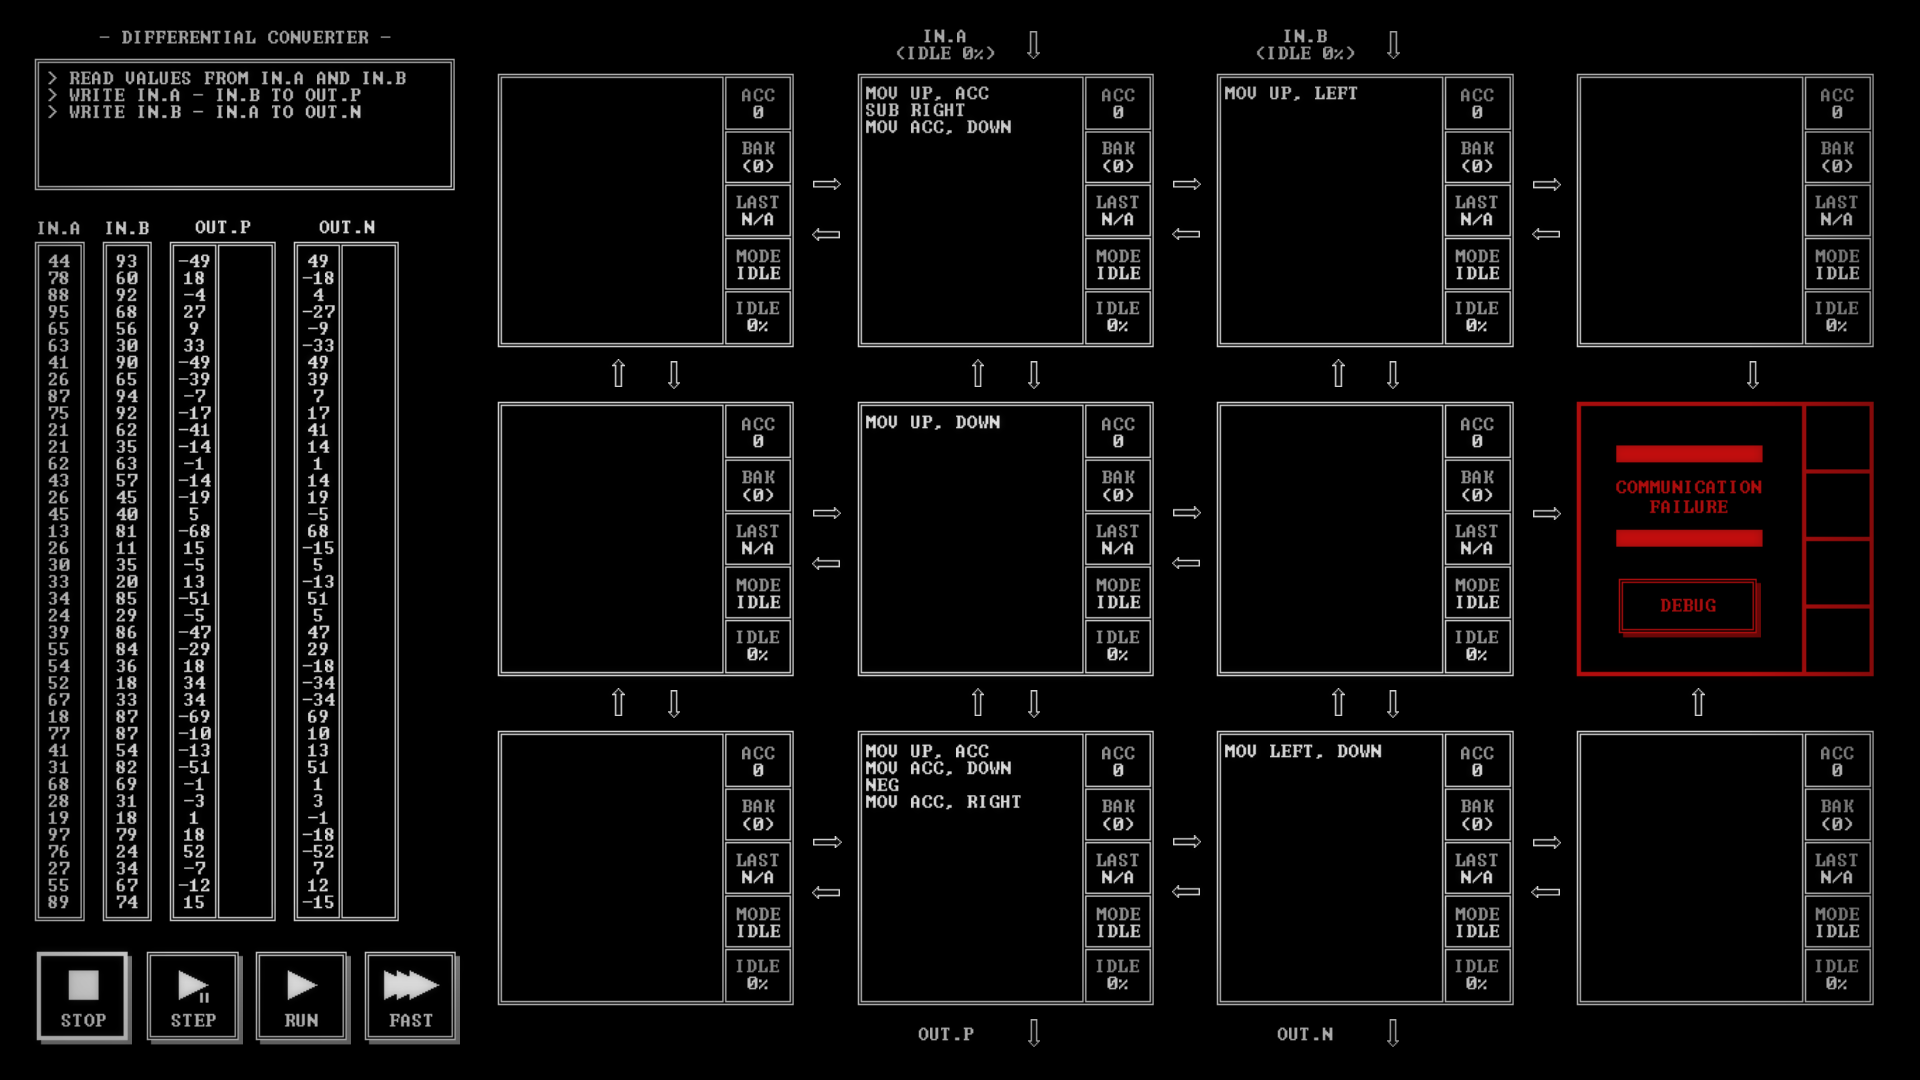 - DIFFERENTIAL CONVERTER -
> READ VALUES FROM IN.A AND IN.B
> WRITE IN.A - IN.B TO OUT.P
> WRITE IN.B - IN.A TO OUT.N
IN.A IN.B OUT.P OUT.N
44 93 -49 49
78 60 18 -18
88 92 -4 4
95 68 27 -27
65 56 9 -9
63 30 33 -33
41 90 -49 49
26 65 -39 39
87 94 -7 7
75 92 -17 17
21 62 -41 41
21 35 -14 14
62 63 -1 1
43 57 -14 14
26 45 -19 19
45 40 5 -5
13 81 -68 68
26 11 15 -15
30 35 -5 5
33 20 13 -13
34 85 -51 51
24 29 -5 5
39 86 -47 47
55 84 -29 29
54 36 18 -18
52 18 34 -34
67 33 34 -34
18 87 -69 69
77 87 -10 10
41 54 -13 13
31 82 -51 51
68 69 -1 1
28 31 -3 3
19 18 1 -1
97 79 18 -18
76 24 52 -52
27 34 -7 7
55 67 -12 12
89 74 15 -15
STOP
STEP
RUN
FAST
IN.A
(IDLE 0%)
IN.B
(IDLE 0%)
ACC
0
BAK
(0)
LAST
N/A
MODE
IDLE
IDLE
0%
MOV UP, ACC
SUB RIGHT
MOV ACC, DOWN
ACC
0
BAK
(0)
LAST
N/A
MODE
IDLE
IDLE
0%
MOV UP, LEFT
ACC
0
BAK
(0)
LAST
N/A
MODE
IDLE
IDLE
0%
ACC
0
BAK
(0)
LAST
N/A
MODE
IDLE
IDLE
0%
ACC
0
BAK
(0)
LAST
N/A
MODE
IDLE
IDLE
0%
MOV UP, DOWN
ACC
0
BAK
(0)
LAST
N/A
MODE
IDLE
IDLE
0%
ACC
0
BAK
(0)
LAST
N/A
MODE
IDLE
IDLE
0%
COMMUNICATION
FAILURE
DEBUG
ACC
0
BAK
(0)
LAST
N/A
MODE
IDLE
IDLE
0%
MOV UP, ACC
MOV ACC, DOWN
NEG
MOV ACC, RIGHT
ACC
0
BAK
(0)
LAST
N/A
MODE
IDLE
IDLE
0%
MOV LEFT, DOWN
ACC
0
BAK
(0)
LAST
N/A
MODE
IDLE
IDLE
0%
ACC
0
BAK
(0)
LAST
N/A
MODE
IDLE
IDLE
0%
OUT.P
OUT.N